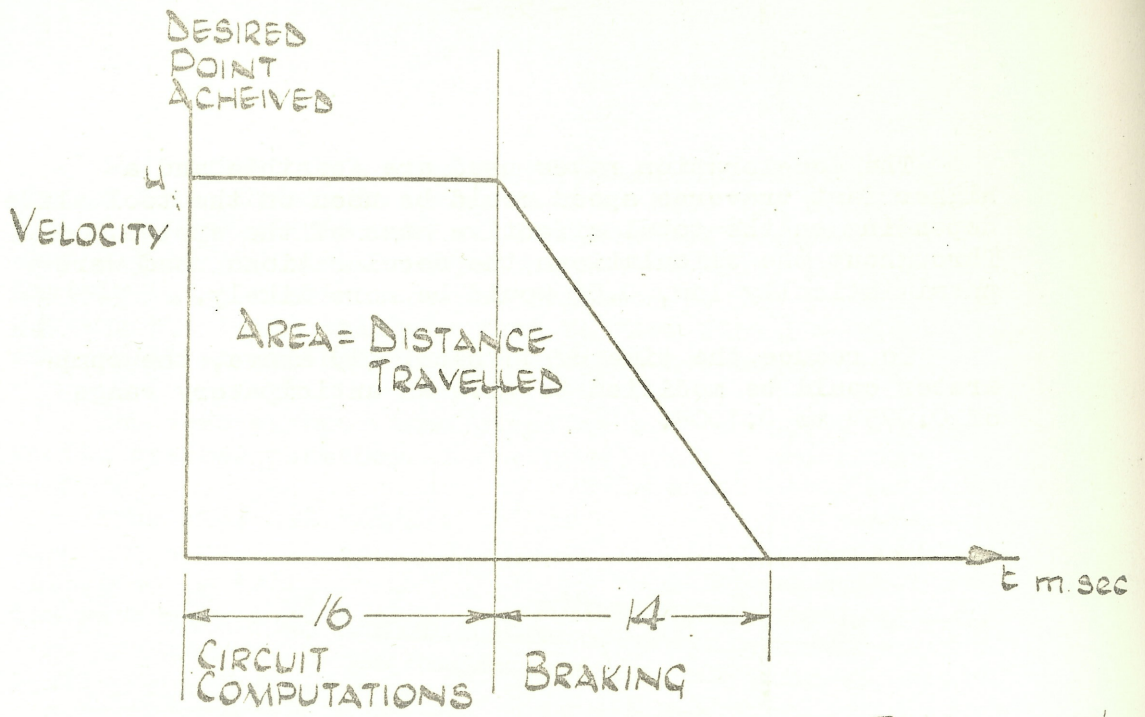 DESIRED
POINT
ACHEIVED
u
VELOCITY
AREA = DISTANCE
TRAVELLED
t m.sec
16
14
CIRCUIT
COMPUTATIONS
BRAKING